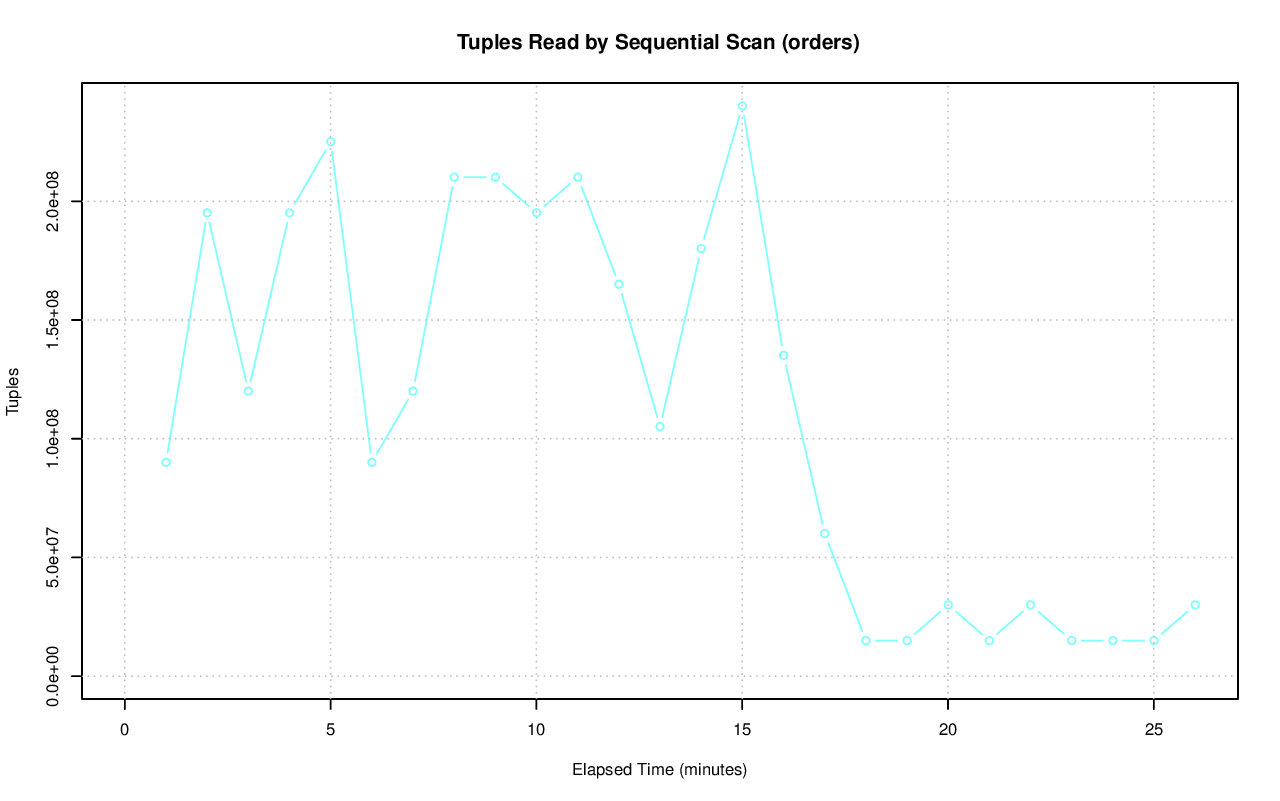 Tuples Read by Sequential Scan (orders)
Tuples
2.0e+08
1.5e+08
1.0e+08
5.0e+07
0.0e+00
0 5 10 15 20 25
Elapsed Time (minutes)